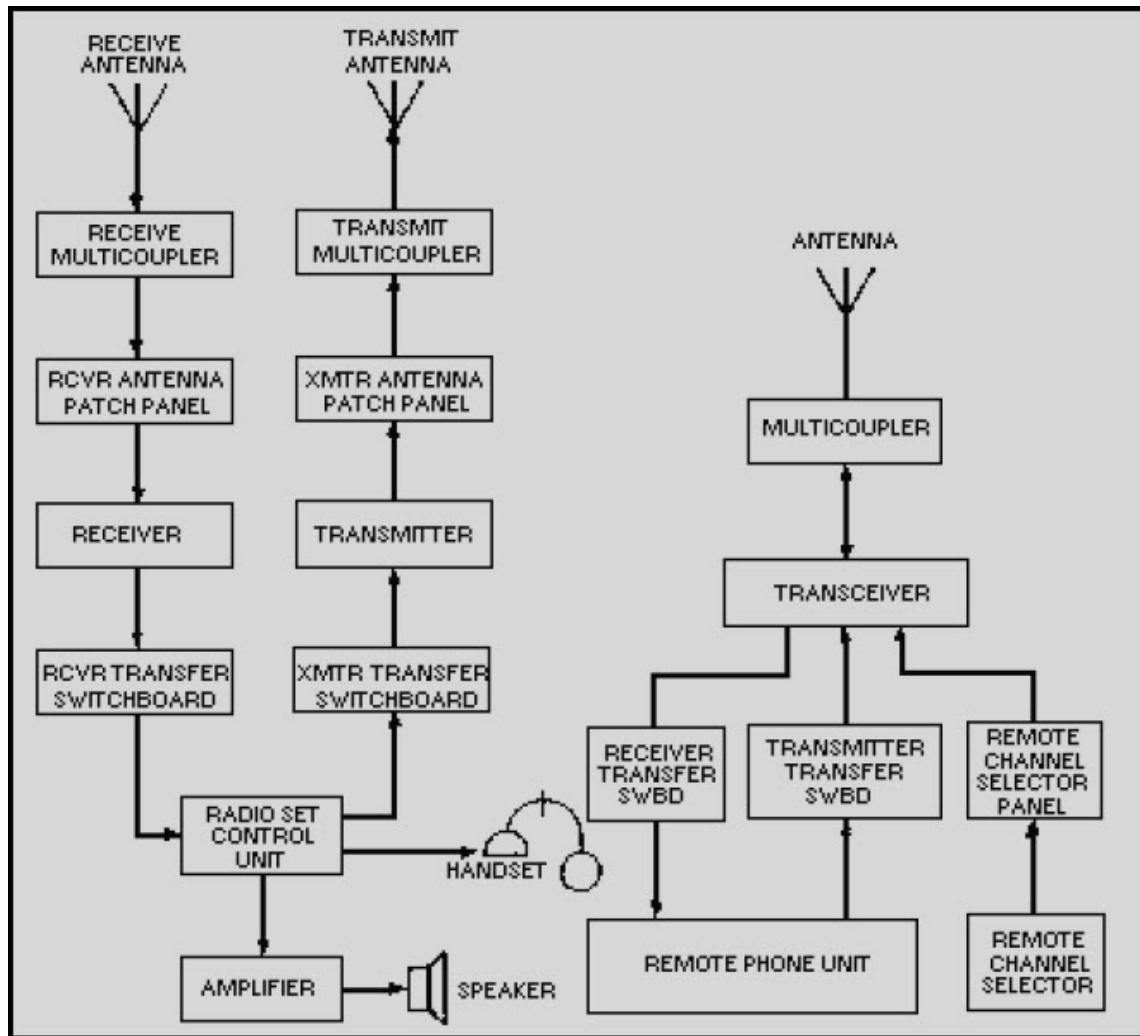 RECEIVE
ANTENNA
TRANSMIT
ANTENNA
RECEIVE
MULTICOUPLER
TRANSMIT
MULTICOUPLER
ANTENNA
RCVR ANTENNA
PATCH PANEL
XMTR ANTENNA
PATCH PANEL
MULTICOUPLER
RECEIVER
TRANSMITTER
TRANSCEIVER
RCVR TRANSFER
SWITCHBOARD
XMTR TRANSFER
SWITCHBOARD
RECEIVER
TRANSFER
SWBD
TRANSMITTER
TRANSFER
SWBD
REMOTE
CHANNEL
SELECTOR
PANEL
RADIO SET
CONTROL
UNIT
HANDSET
AMPLIFIER
SPEAKER
REMOTE PHONE UNIT
REMOTE
CHANNEL
SELECTOR